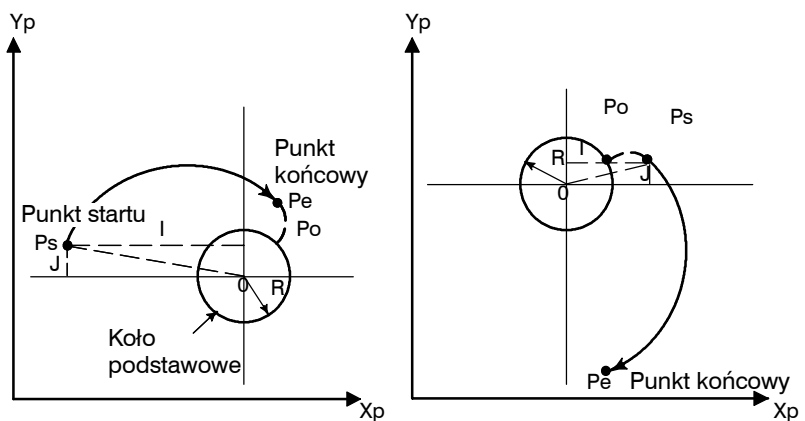 Yp
Punkt
końcowy
Pe
Punkt startu
Po
Ps
I
J
0
R
Koło
podstawowe
Xp
Yp
Po
Ps
R
I
J
0
Pe
Punkt końcowy
Xp